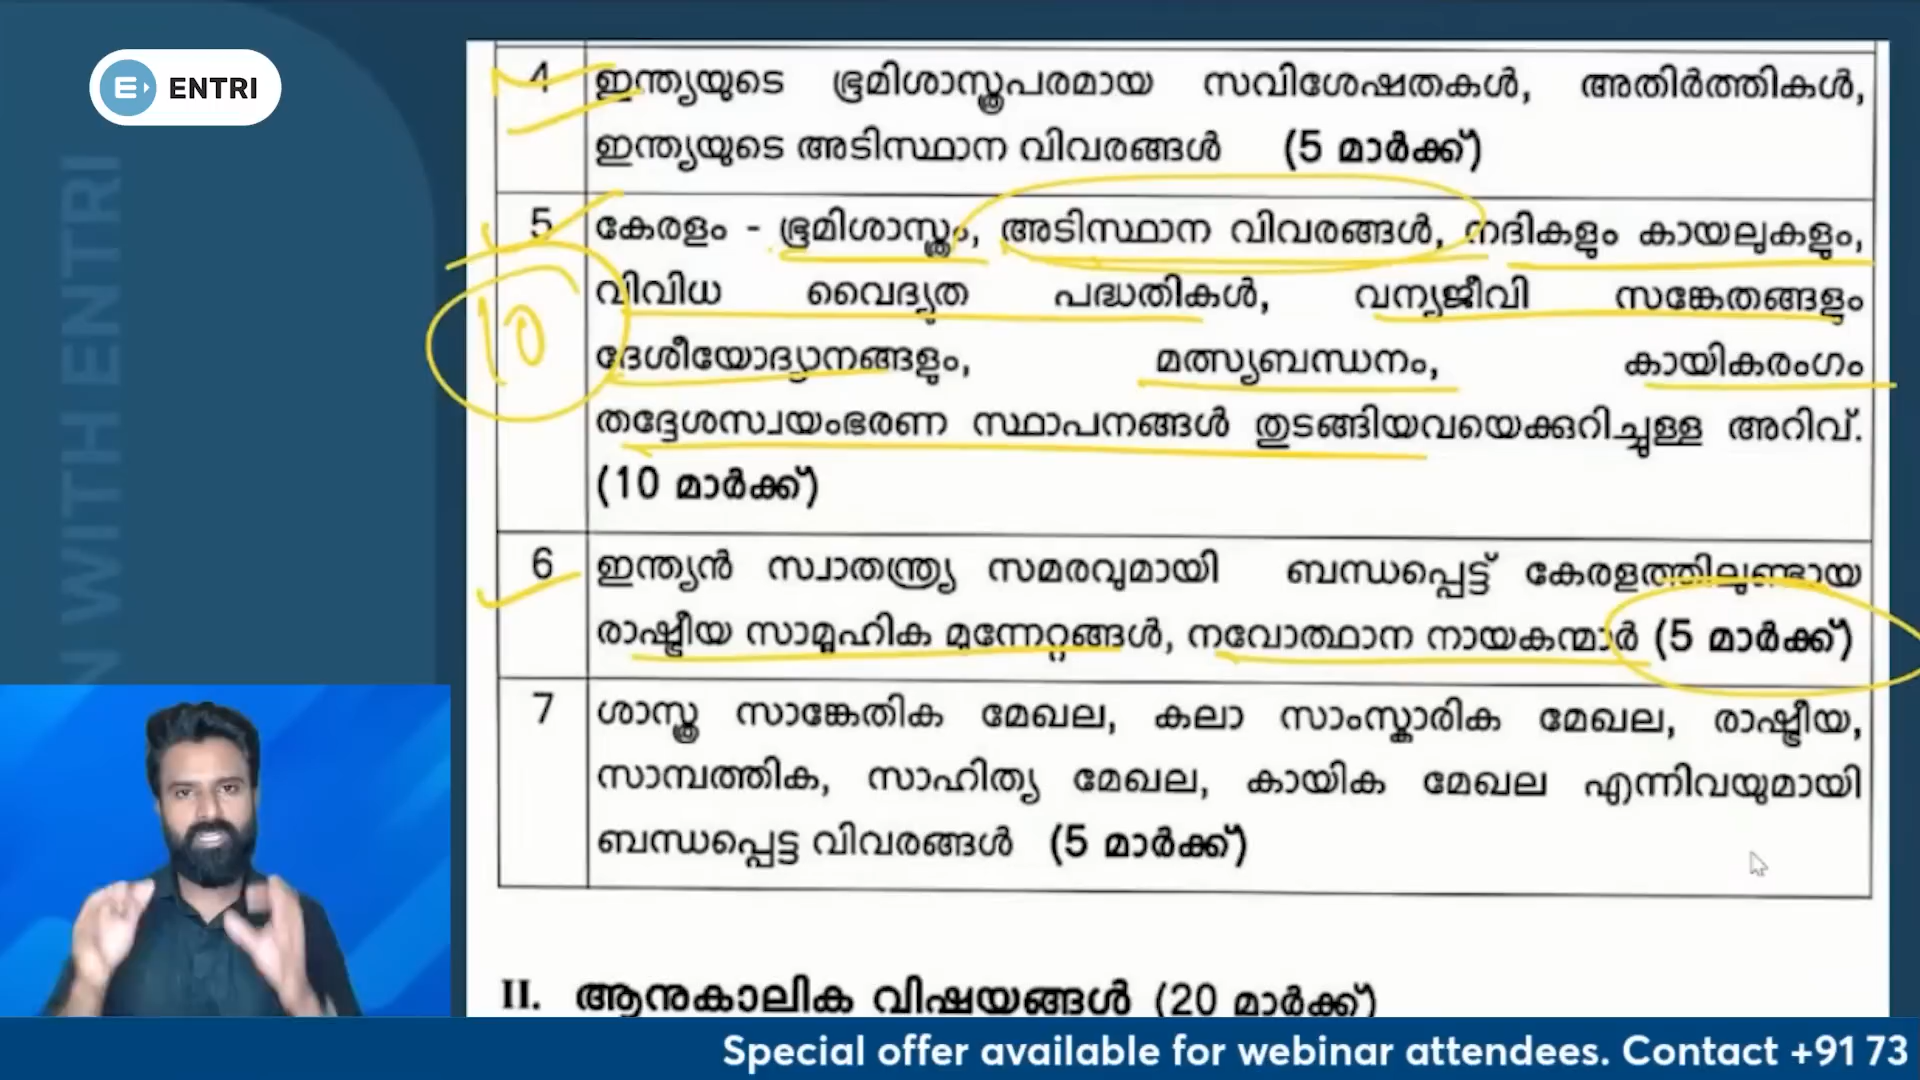 ENTRI
N WITH ENTRI
4 ഇന്ത്യയുടെ ഭൂമിശാസ്ത്രപരമായ സവിശേഷതകൾ, അതിർത്തികൾ,
ഇന്ത്യയുടെ അടിസ്ഥാന വിവരങ്ങൾ (5 മാർക്ക്)
5 കേരളം - ഭൂമിശാസ്ത്രം, അടിസ്ഥാന വിവരങ്ങൾ, നദികളും കായലുകളും,
10 വിവിധ വൈദ്യുത പദ്ധതികൾ, വന്യജീവി സങ്കേതങ്ങളും
ദേശീയോദ്യാനങ്ങളും, മത്സ്യബന്ധനം, കായികരംഗം
തദ്ദേശസ്വയംഭരണ സ്ഥാപനങ്ങൾ തുടങ്ങിയവയെക്കുറിച്ചുള്ള അറിവ്.
(10 മാർക്ക്)
6 ഇന്ത്യൻ സ്വാതന്ത്ര്യ സമരവുമായി ബന്ധപ്പെട്ട് കേരളത്തിലുണ്ടായ
രാഷ്ട്രീയ സാമൂഹിക മുന്നേറ്റങ്ങൾ, നവോത്ഥാന നായകന്മാർ (5 മാർക്ക്)
7 ശാസ്ത്ര സാങ്കേതിക മേഖല, കലാ സാംസ്കാരിക മേഖല, രാഷ്ട്രീയ,
സാമ്പത്തിക, സാഹിത്യ മേഖല, കായിക മേഖല എന്നിവയുമായി
ബന്ധപ്പെട്ട വിവരങ്ങൾ (5 മാർക്ക്)
II. ആനുകാലിക വിഷയങ്ങൾ (20 മാർക്ക്)
Special offer available for webinar attendees. Contact +91 73